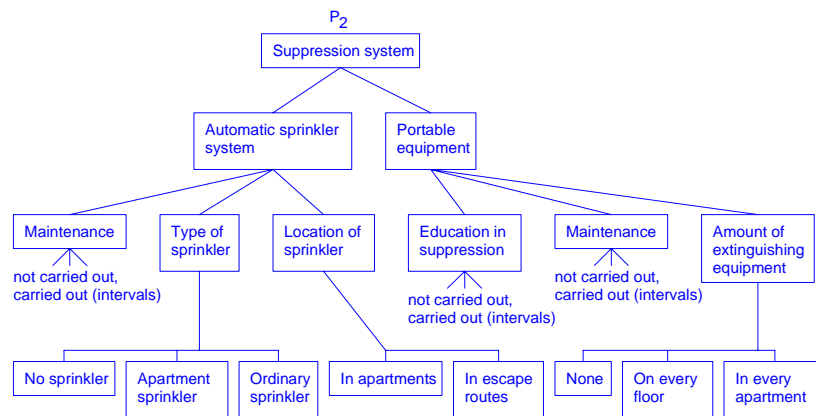 P2
Suppression system
Automatic sprinkler
system
Portable
equipment
Maintenance
Type of
sprinkler
Location of
sprinkler
Education in
suppression
Maintenance
Amount of
extinguishing
equipment
not carried out,
carried out (intervals)
not carried out,
carried out (intervals)
not carried out,
carried out (intervals)
No sprinkler
Apartment
sprinkler
Ordinary
sprinkler
In apartments
In escape
routes
None
On every
floor
In every
apartment